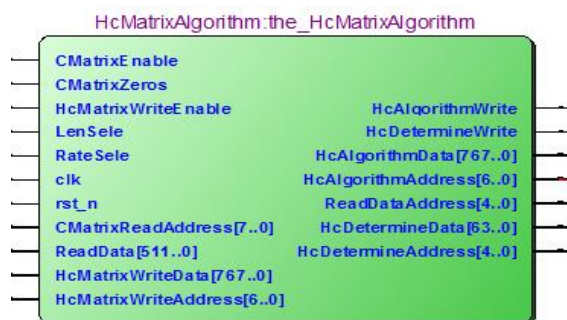 HcMatrixAlgorithm:the_HcMatrixAlgorithm
CMatrixEnable
CMatrixZeros
HcMatrixWriteEnable
LenSele
RateSele
clk
rst_n
CMatrixReadAddress[7..0]
ReadData[511..0]
HcMatrixWriteData[767..0]
HcMatrixWriteAddress[6..0]
HcAlgorithmWrite
HcDetermineWrite
HcAlgorithmData[767..0]
HcAlgorithmAddress[6..0]
ReadDataAddress[4..0]
HcDetermineData[63..0]
HcDetermineAddress[4..0]